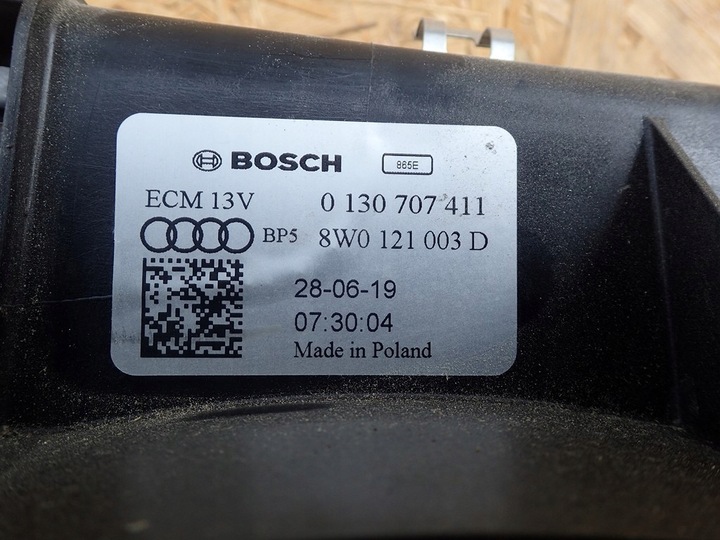 BOSCH 865E
ECM 13V 0 130 707 411
BP5 8W0 121 003 D
28-06-19
07:30:04
Made in Poland